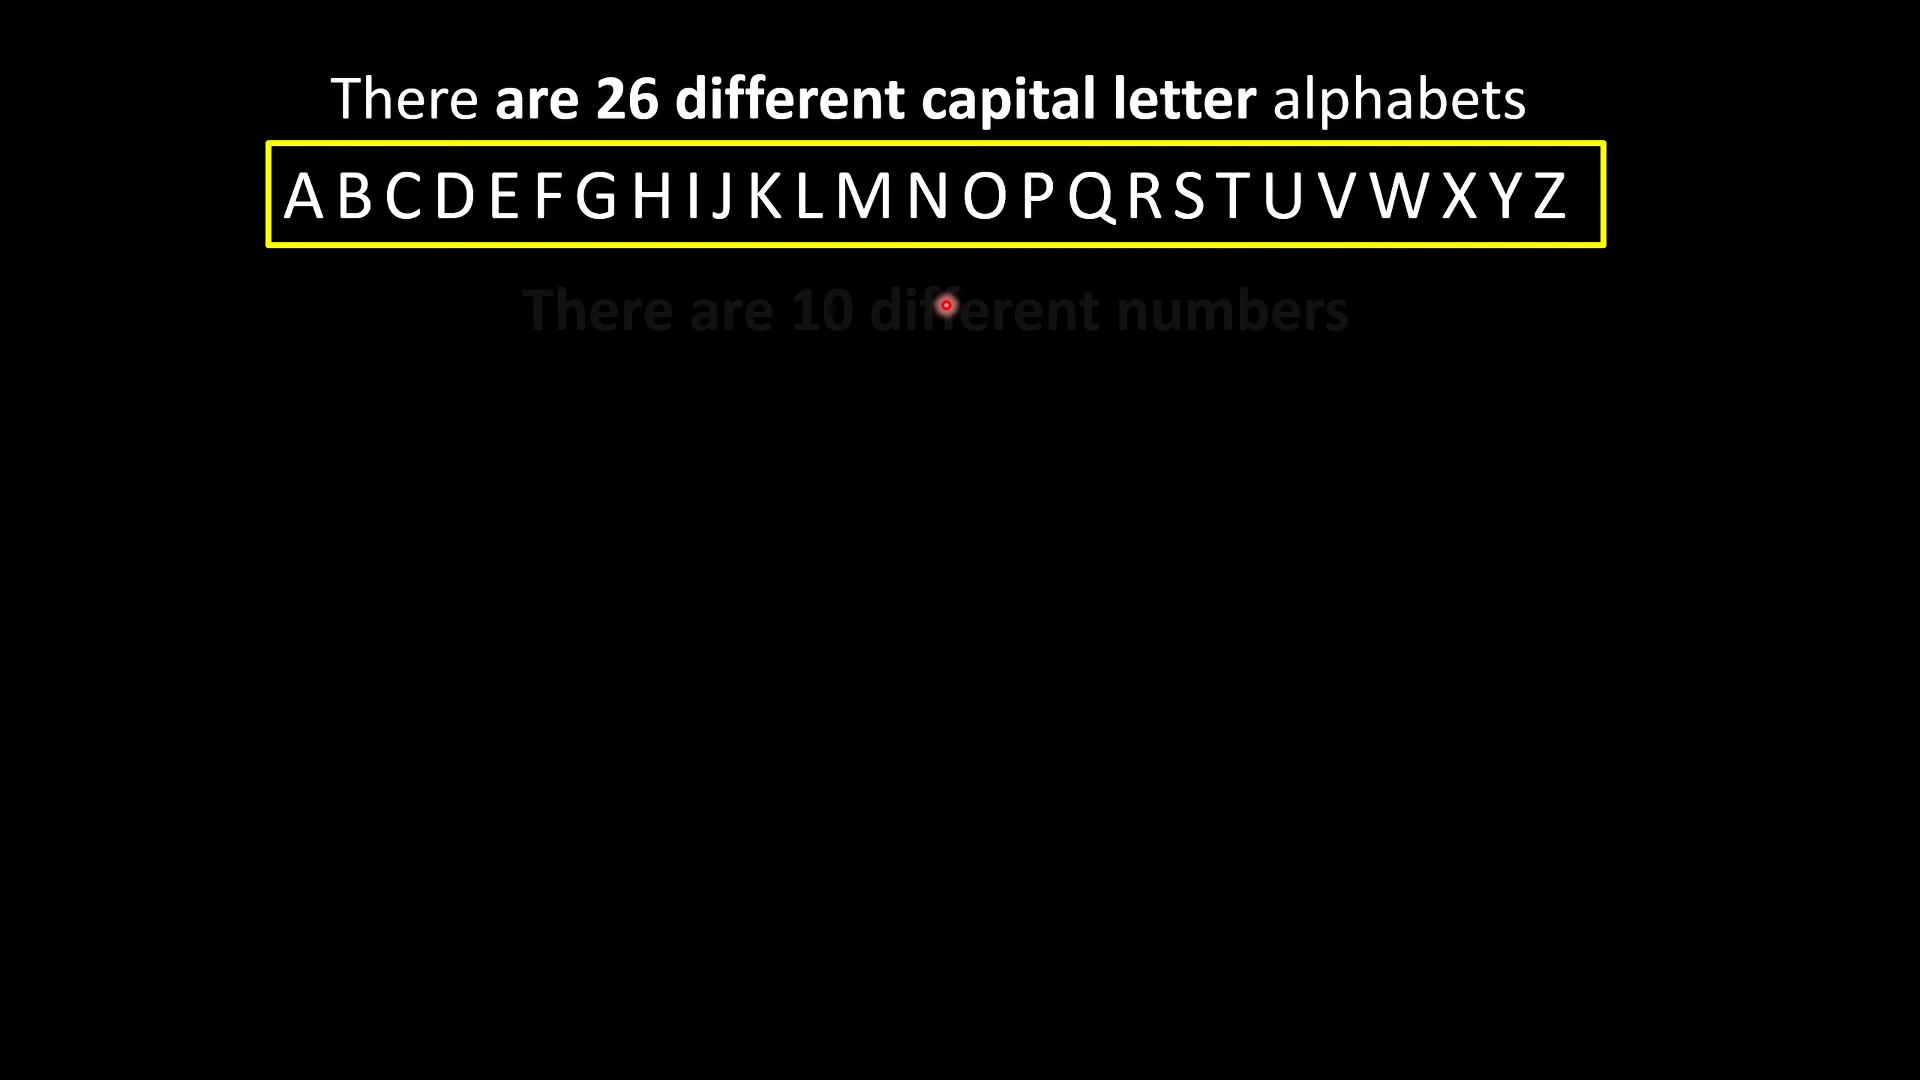 There are 26 different capital letter alphabets
A B C D E F G H I J K L M N O P Q R S T U V W X Y Z
There are 10 different numbers